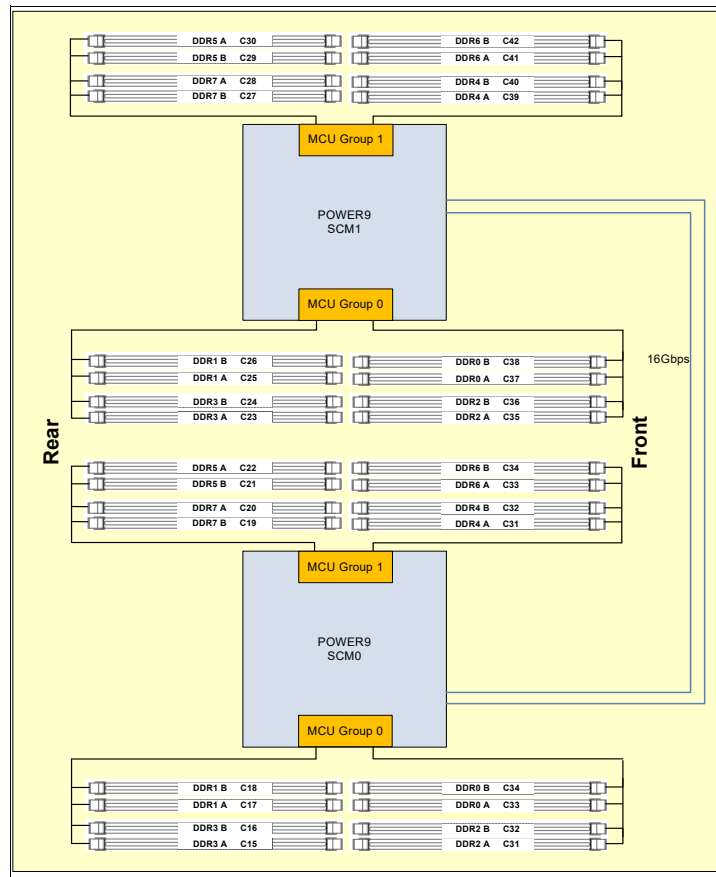 DDR5 A C30
DDR6 B C42
DDR5 B C29
DDR6 A C41
DDR7 A C28
DDR4 B C40
DDR7 B C27
DDR4 A C39
MCU Group 1
POWER9
SCM1
MCU Group 0
DDR1 B C26
DDR0 B C38
16Gbps
DDR1 A C25
DDR0 A C37
DDR3 B C24
DDR2 B C36
DDR3 A C23
DDR2 A C35
Rear
Front
DDR5 A C22
DDR6 B C34
DDR5 B C21
DDR6 A C33
DDR7 A C20
DDR4 B C32
DDR7 B C19
DDR4 A C31
MCU Group 1
POWER9
SCM0
MCU Group 0
DDR1 B C18
DDR0 B C34
DDR1 A C17
DDR0 A C33
DDR3 B C16
DDR2 B C32
DDR3 A C15
DDR2 A C31